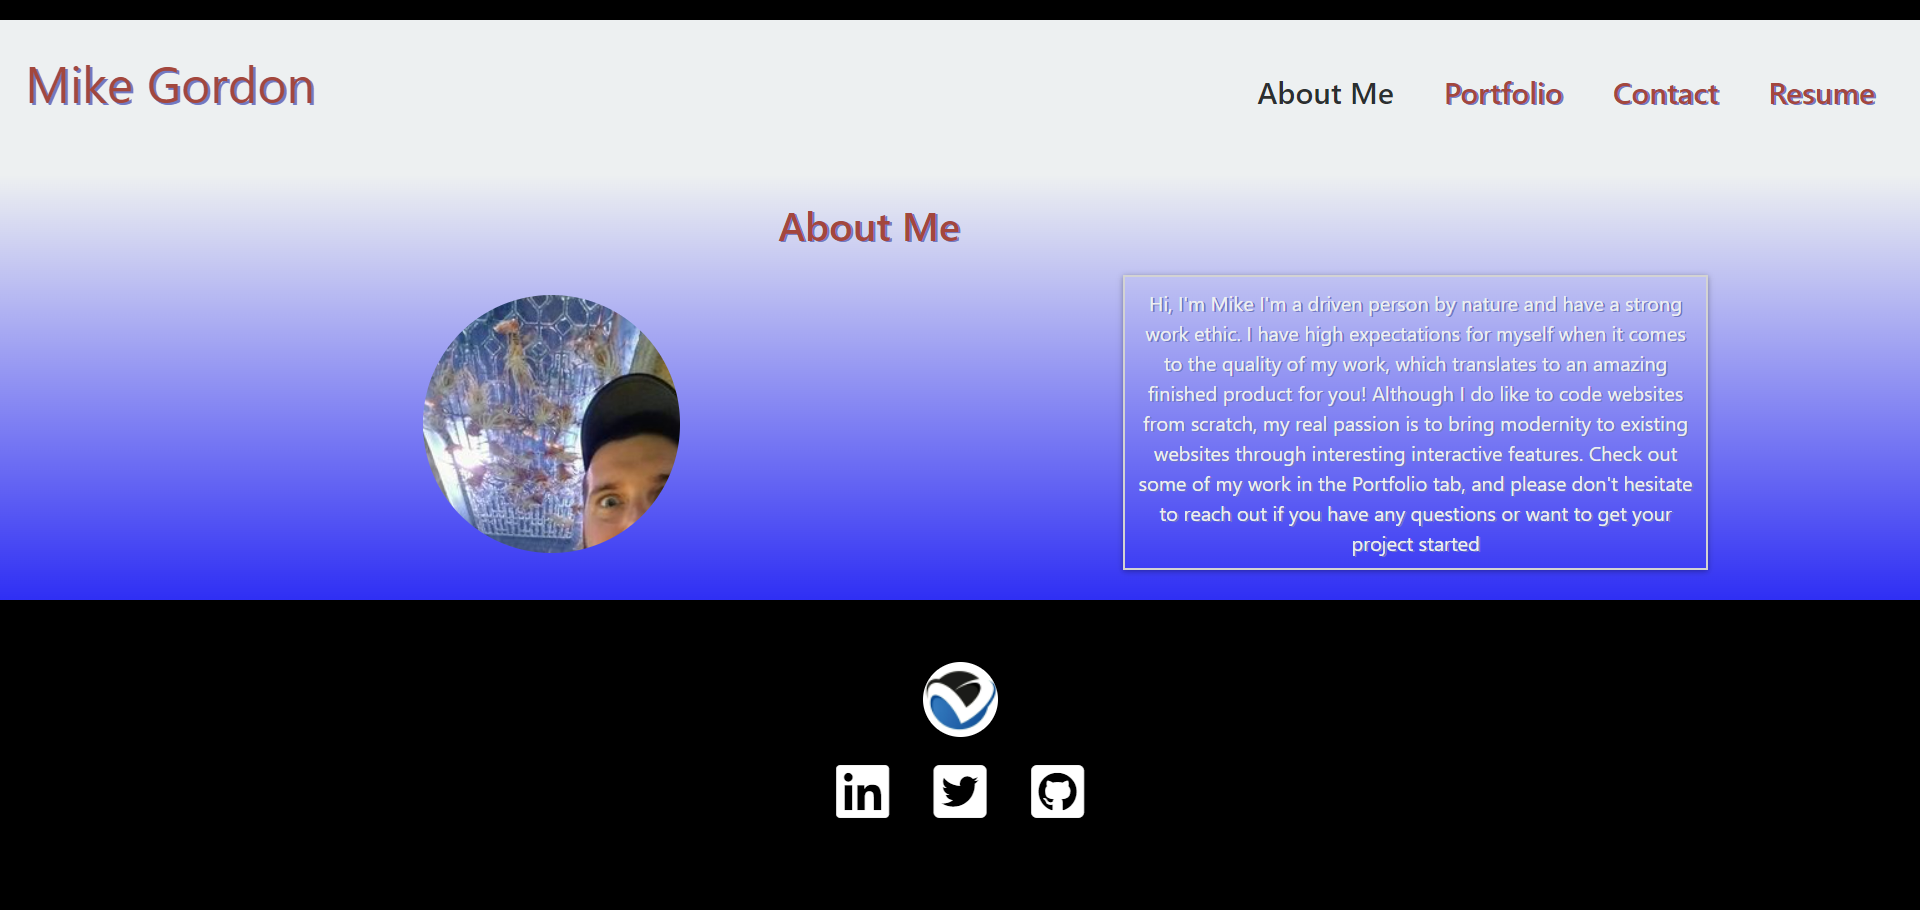 Mike Gordon
About Me Portfolio Contact Resume
About Me
Hi, I'm Mike I'm a driven person by nature and have a strong
work ethic. I have high expectations for myself when it comes
to the quality of my work, which translates to an amazing
finished product for you! Although I do like to code websites
from scratch, my real passion is to bring modernity to existing
websites through interesting interactive features. Check out
some of my work in the Portfolio tab, and please don't hesitate
to reach out if you have any questions or want to get your
project started
in